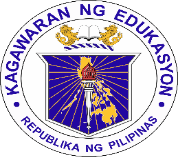 KAGAWARAN NG EDUKASYON
REPUBLIKA NG PILIPINAS